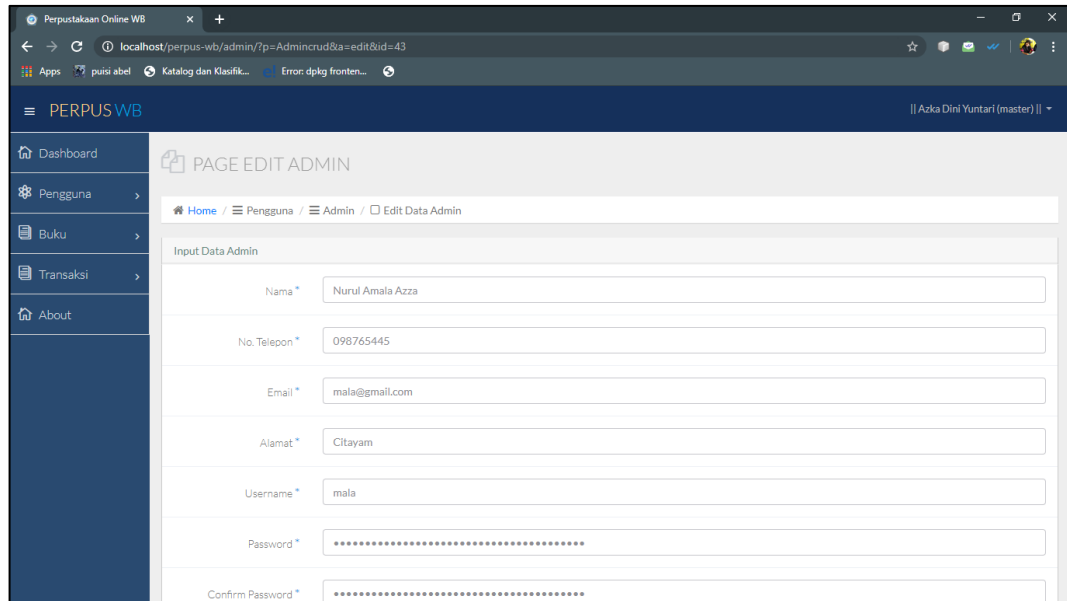 Perpustakaan Online WB
localhost/perpus-wb/admin/?p=Admincrud&a=edit&id=43
Apps puisi abel Katalog dan Klasifik... Error: dpkg fronten...
PERPUS WB || Azka Dini Yuntari (master) ||
Dashboard
Pengguna
Buku
Transaksi
About
PAGE EDIT ADMIN
Home / Pengguna / Admin / Edit Data Admin
Input Data Admin
Nama * Nurul Amala Azza
No. Telepon * 098765445
Email * mala@gmail.com
Alamat * Citayam
Username * mala
Password * ••••••••••••••••••••••••••••••••••••••••
Confirm Password * ••••••••••••••••••••••••••••••••••••••••